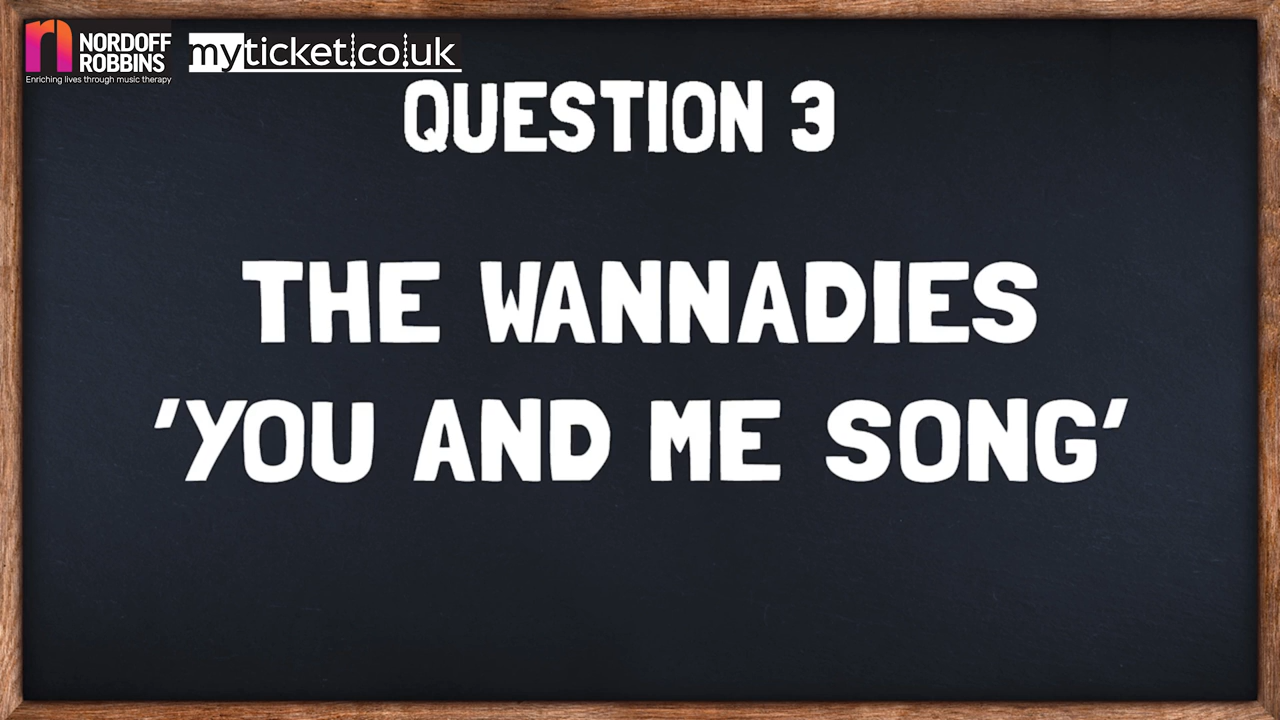 NORDOFF
ROBBINS
Enriching lives through music therapy
myticket.co.uk
QUESTION 3
THE WANNADIES
'YOU AND ME SONG'